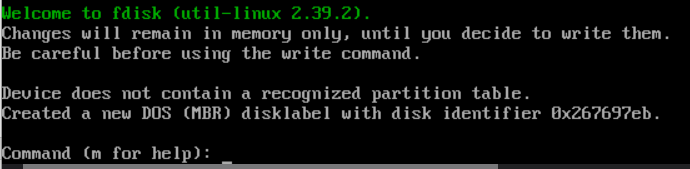 Welcome to fdisk (util-linux 2.39.2).
Changes will remain in memory only, until you decide to write them.
Be careful before using the write command.
Device does not contain a recognized partition table.
Created a new DOS (MBR) disklabel with disk identifier 0x267697eb.
Command (m for help): _